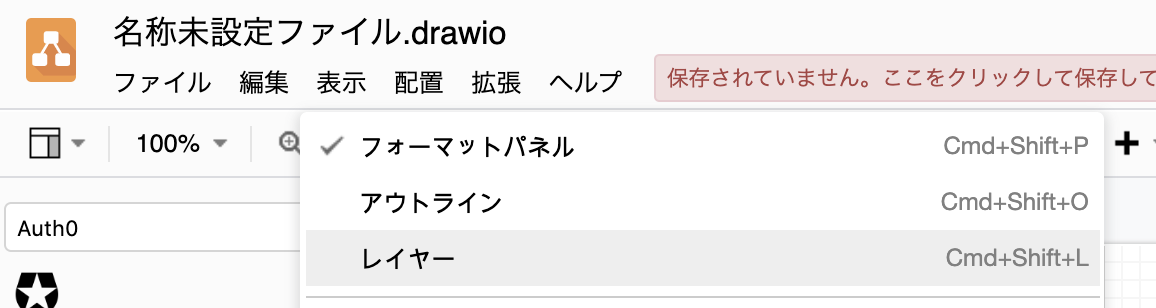 名称未設定ファイル.drawio
ファイル 編集 表示 配置 拡張 ヘルプ 保存されていません。ここをクリックして保存して
100%
フォーマットパネル Cmd+Shift+P
アウトライン Cmd+Shift+O
Auth0
レイヤー Cmd+Shift+L